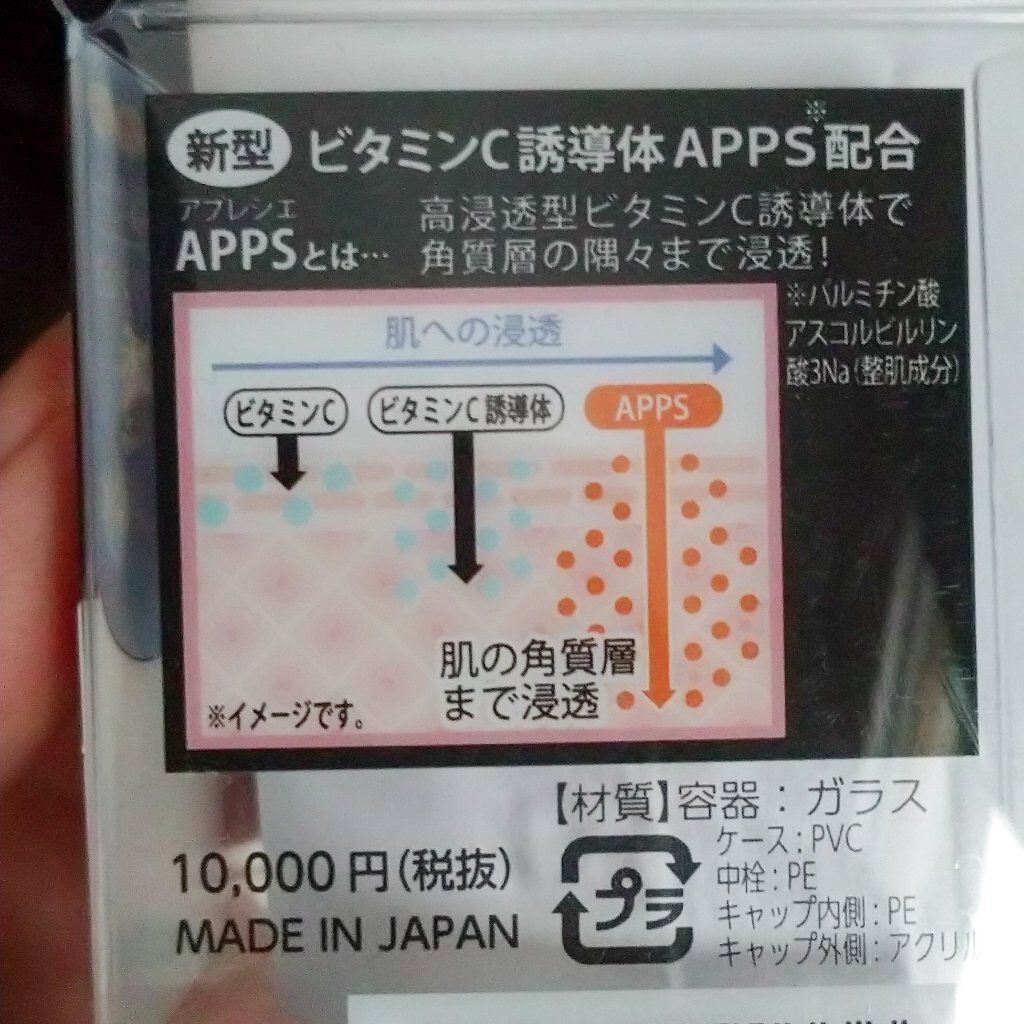 新型 ビタミンC誘導体APPS※配合
アプレシエ
APPSとは… 高浸透型ビタミンC誘導体で
角質層の隅々まで浸透!
※パルミチン酸
アスコルビルリン
酸3Na(整肌成分)
肌への浸透
ビタミンC ビタミンC誘導体 APPS
肌の角質層
まで浸透
※イメージです。
【材質】容器:ガラス
ケース:PVC
中栓:PE
キャップ内側:PE
キャップ外側:アクリル
プラ
10,000円(税抜)
MADE IN JAPAN